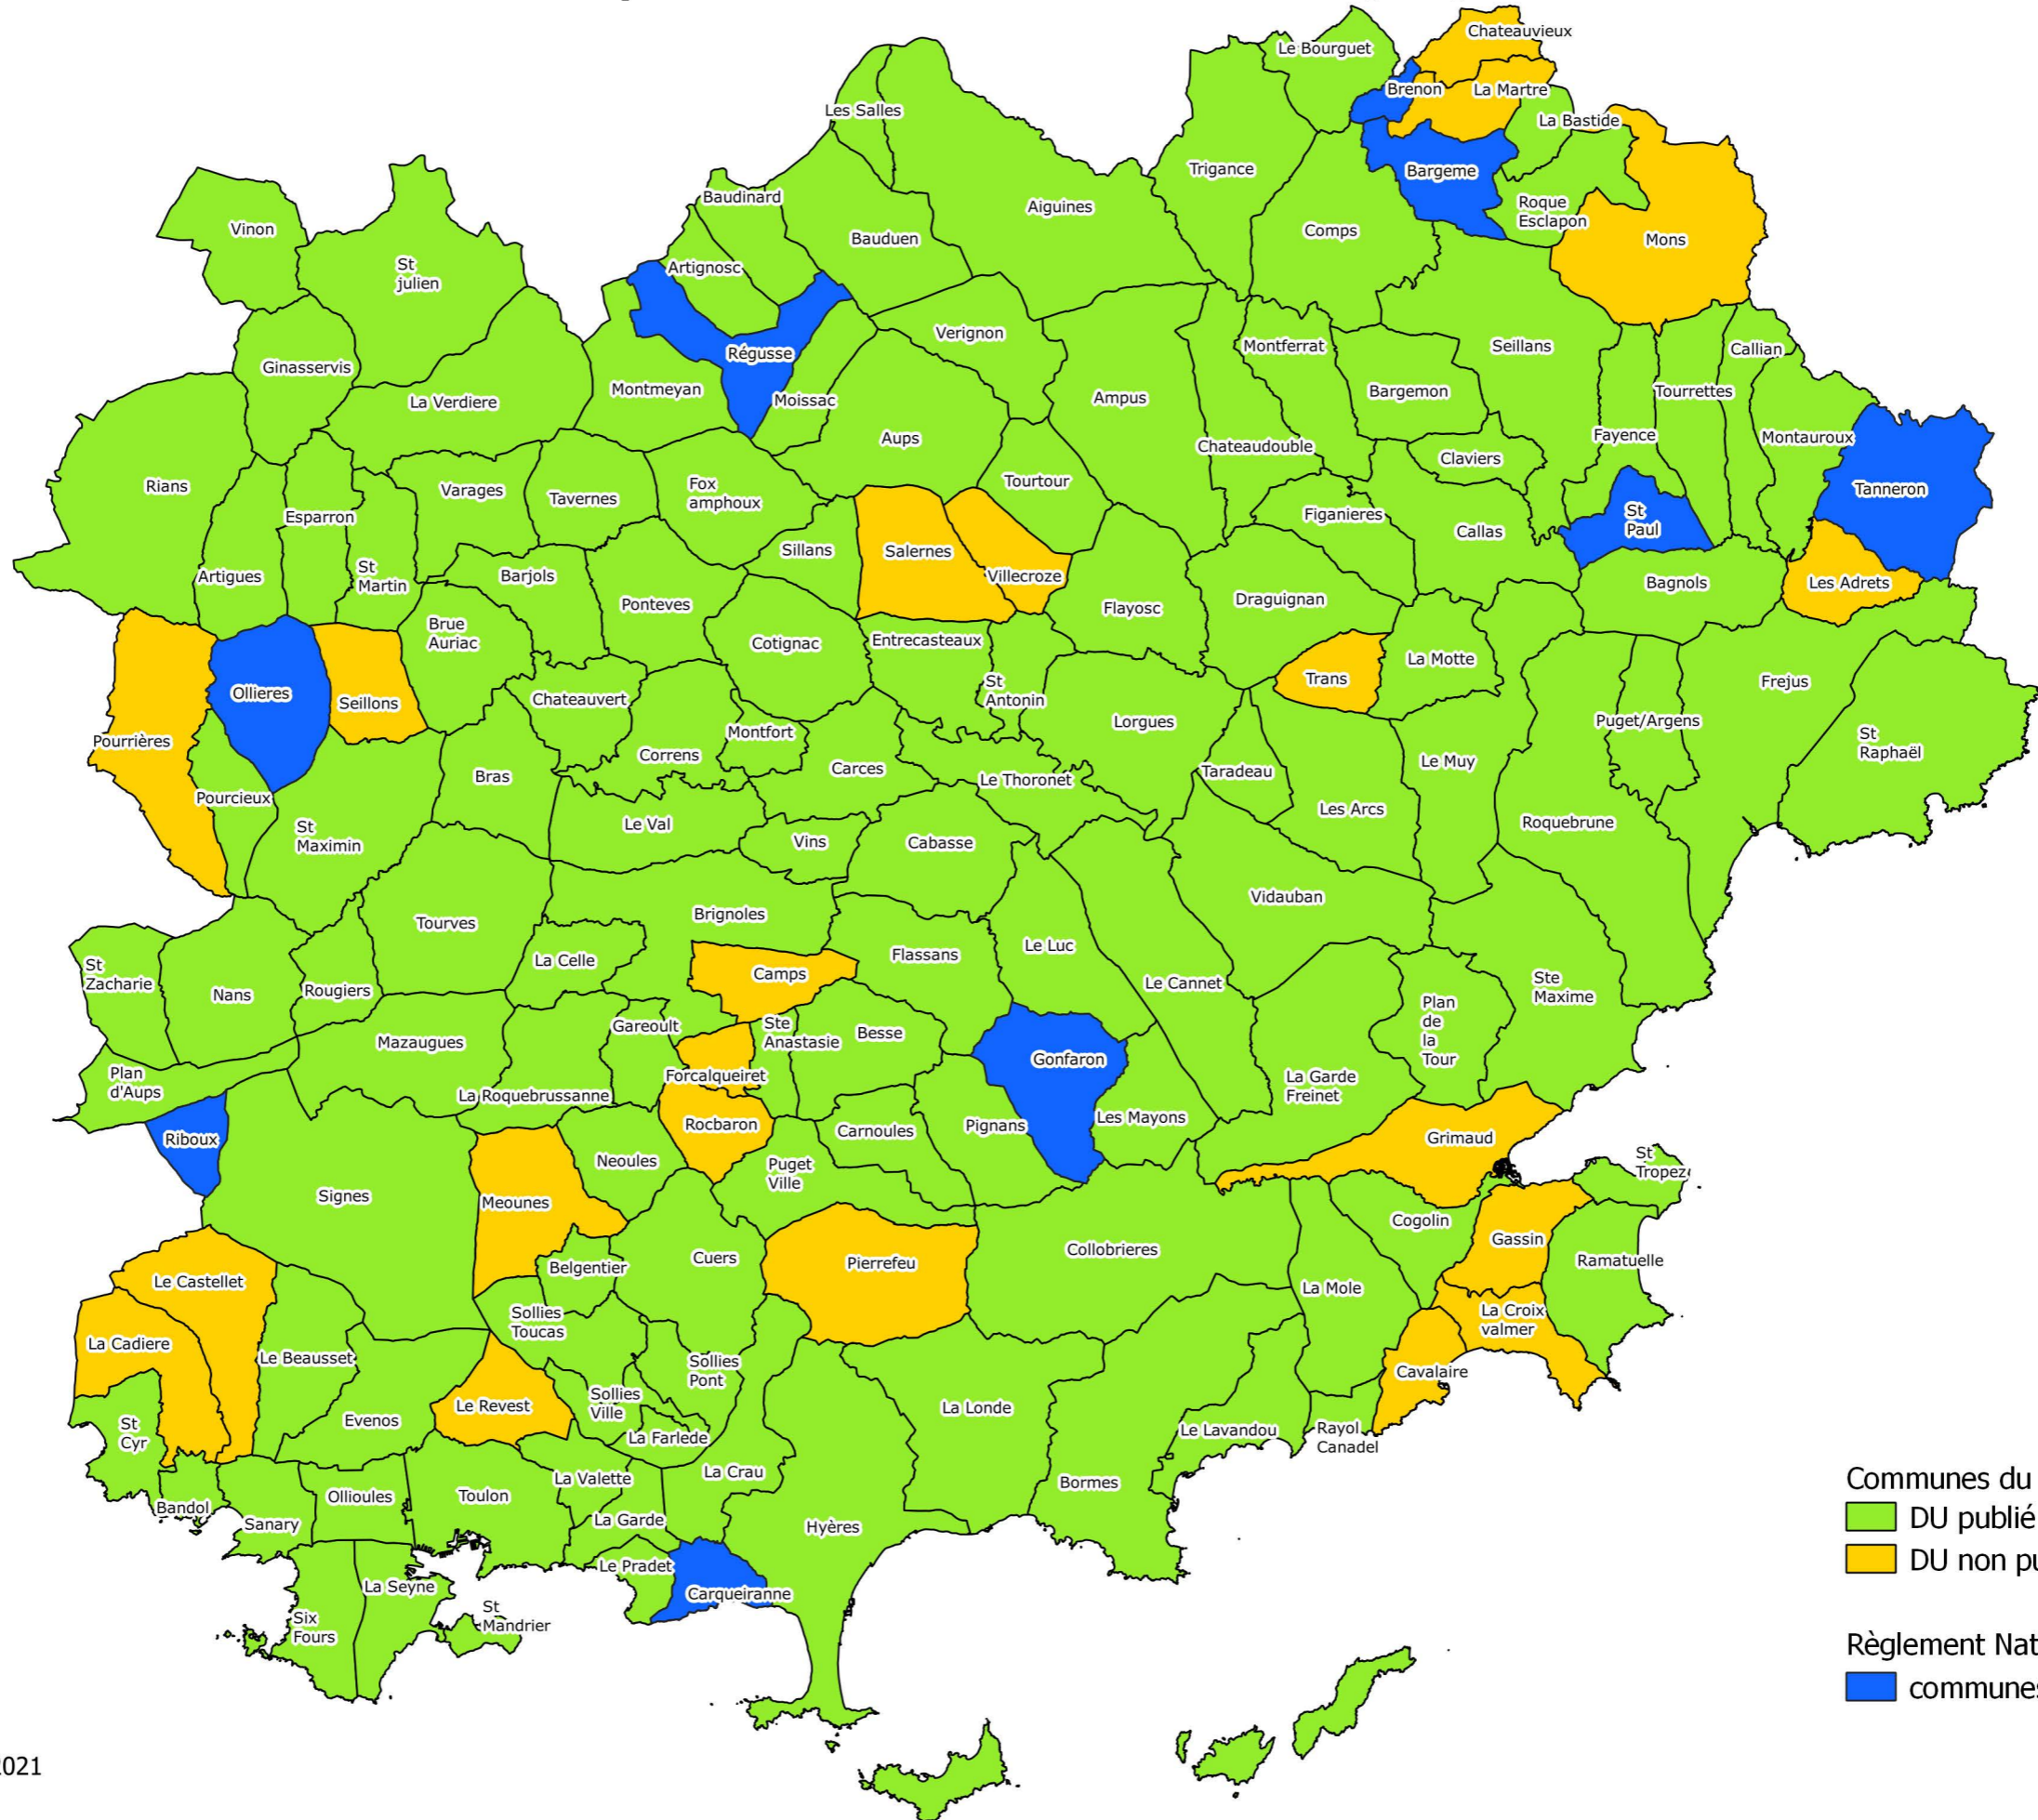 Chateauvieux
Le Bourguet
Brenon
La Martre
Les Salles
La Bastide
Trigance
Bargeme
Baudinard
Aiguines
Roque
Esclapon
Vinon
Bauduen
Comps
Mons
St
julien
Artignosc
Verignon
Montferrat
Seillans
Callian
Régusse
Ginasservis
Montmeyan
Bargemon
Tourrettes
La Verdiere
Moissac
Ampus
Aups
Fayence
Montauroux
Chateaudouble
Claviers
Rians
Varages
Tavernes
Fox
amphoux
Tourtour
Tanneron
Esparron
Figanieres
St
Paul
Callas
Sillans
Salernes
Villecroze
Artigues
St
Martin
Barjols
Bagnols
Les Adrets
Ponteves
Flayosc
Draguignan
Brue
Auriac
Cotignac
Entrecasteaux
La Motte
Ollieres
Seillons
Chateauvert
St
Antonin
Trans
Frejus
Lorgues
Puget/Argens
Pourrières
Montfort
Correns
St
Raphaël
Bras
Carces
Le Thoronet
Taradeau
Le Muy
Pourcieux
Les Arcs
St
Maximin
Le Val
Vins
Cabasse
Roquebrune
Vidauban
Tourves
Brignoles
Le Luc
Flassans
St
Zacharie
La Celle
Camps
Nans
Rougiers
Le Cannet
Ste
Maxime
Plan
de
la
Tour
Gareoult
Ste
Anastasie
Besse
Mazaugues
Gonfaron
Plan
d'Aups
Forcalqueiret
La Garde
Freinet
La Roquebrussanne
Riboux
Rocbaron
Carnoules
Pignans
Les Mayons
Grimaud
Neoules
Puget
Ville
St
Tropez
Signes
Meounes
Cogolin
Gassin
Cuers
Pierrefeu
Collobrieres
Ramatuelle
Belgentier
Le Castellet
La Mole
Sollies
Toucas
La Croix
valmer
La Cadiere
Le Beausset
Sollies
Pont
Cavalaire
Sollies
Ville
Le Revest
La Londe
Evenos
St
Cyr
La Farlede
Le Lavandou
Rayol
Canadel
La Valette
La Crau
Bormes
Bandol
Ollioules
Toulon
Sanary
La Garde
Hyères
Le Pradet
La Seyne
Carqueiranne
St
Mandrier
Six
Fours
Communes du
DU publié
DU non pu
Règlement Nat
communes
2021